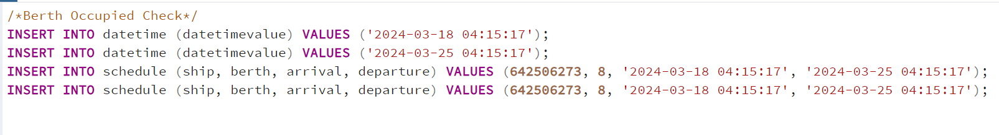 /*Berth Occupied Check*/
INSERT INTO datetime (datetimevalue) VALUES ('2024-03-18 04:15:17');
INSERT INTO datetime (datetimevalue) VALUES ('2024-03-25 04:15:17');
INSERT INTO schedule (ship, berth, arrival, departure) VALUES (642506273, 8, '2024-03-18 04:15:17', '2024-03-25 04:15:17');
INSERT INTO schedule (ship, berth, arrival, departure) VALUES (642506273, 8, '2024-03-18 04:15:17', '2024-03-25 04:15:17');